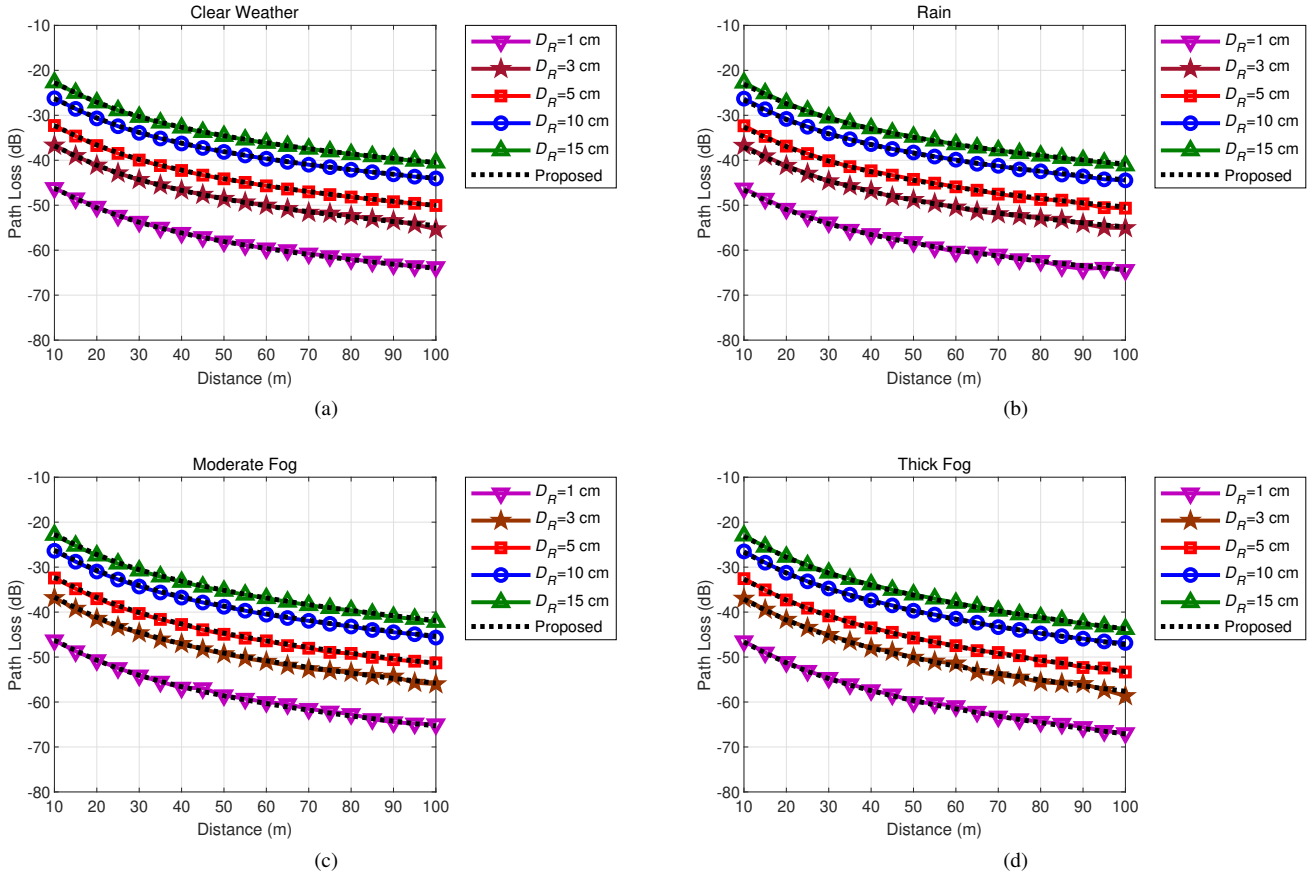 Clear Weather
-10
-20
-30
-40
-50
-60
-70
-80
Path Loss (dB)
10 20 30 40 50 60 70 80 90 100
Distance (m)
D_R=1 cm
D_R=3 cm
D_R=5 cm
D_R=10 cm
D_R=15 cm
Proposed
(a)
Rain
-10
-20
-30
-40
-50
-60
-70
-80
Path Loss (dB)
10 20 30 40 50 60 70 80 90 100
Distance (m)
D_R=1 cm
D_R=3 cm
D_R=5 cm
D_R=10 cm
D_R=15 cm
Proposed
(b)
Moderate Fog
-10
-20
-30
-40
-50
-60
-70
-80
Path Loss (dB)
10 20 30 40 50 60 70 80 90 100
Distance (m)
D_R=1 cm
D_R=3 cm
D_R=5 cm
D_R=10 cm
D_R=15 cm
Proposed
(c)
Thick Fog
-10
-20
-30
-40
-50
-60
-70
-80
Path Loss (dB)
10 20 30 40 50 60 70 80 90 100
Distance (m)
D_R=1 cm
D_R=3 cm
D_R=5 cm
D_R=10 cm
D_R=15 cm
Proposed
(d)